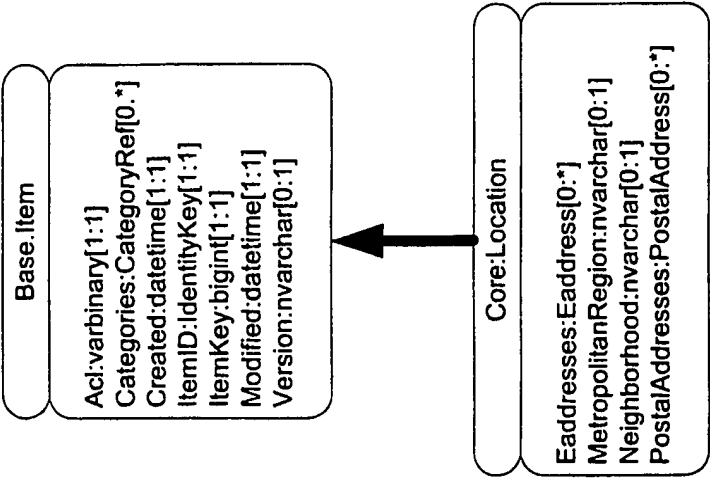 Base.Item
Acl:varbinary[1:1]
Categories:CategoryRef[0.*]
Created:datetime[1:1]
ItemID:IdentityKey[1:1]
ItemKey:bigint[1:1]
Modified:datetime[1:1]
Version:nvarchar[0:1]
Core:Location
Eaddresses:Eaddress[0:*]
MetropolitanRegion:nvarchar[0:1]
Neighborhood:nvarchar[0:1]
PostalAddresses:PostalAddress[0:*]